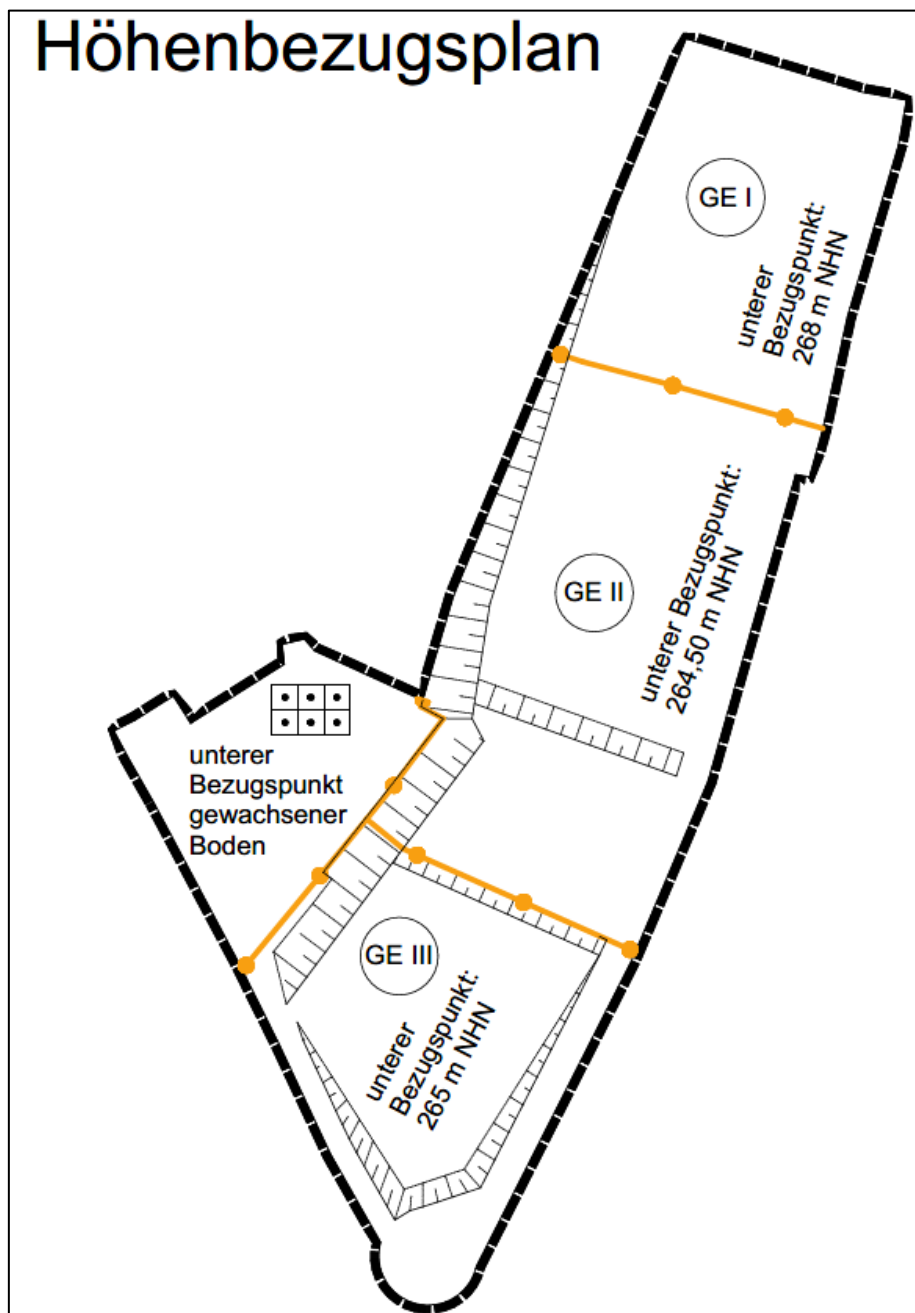 Höhenbezugsplan
GE I
unterer
Bezugspunkt:
268 m NHN
GE II
unterer Bezugspunkt:
264,50 m NHN
unterer
Bezugspunkt
gewachsener
Boden
GE III
unterer
Bezugspunkt:
265 m NHN